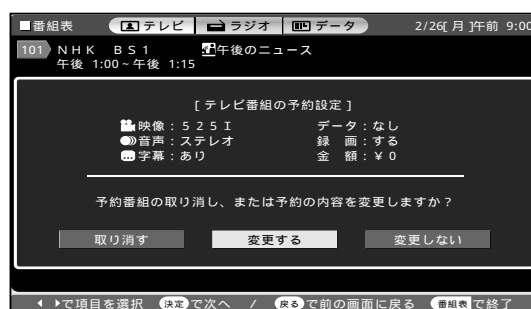 ■番組表 テレビ ラジオ データ 2/26[月]午前 9:00
101 NHK BS1 午後のニュース
午後 1:00~午後 1:15
[テレビ番組の予約設定]
映像:525I データ:なし
音声:ステレオ 録 画:する
字幕:あり 金 額:¥0
予約番組の取り消し、または予約の内容を変更しますか?
取り消す 変更する 変更しない
で項目を選択 決定で次へ / 戻るで前の画面に戻る 番組表で終了